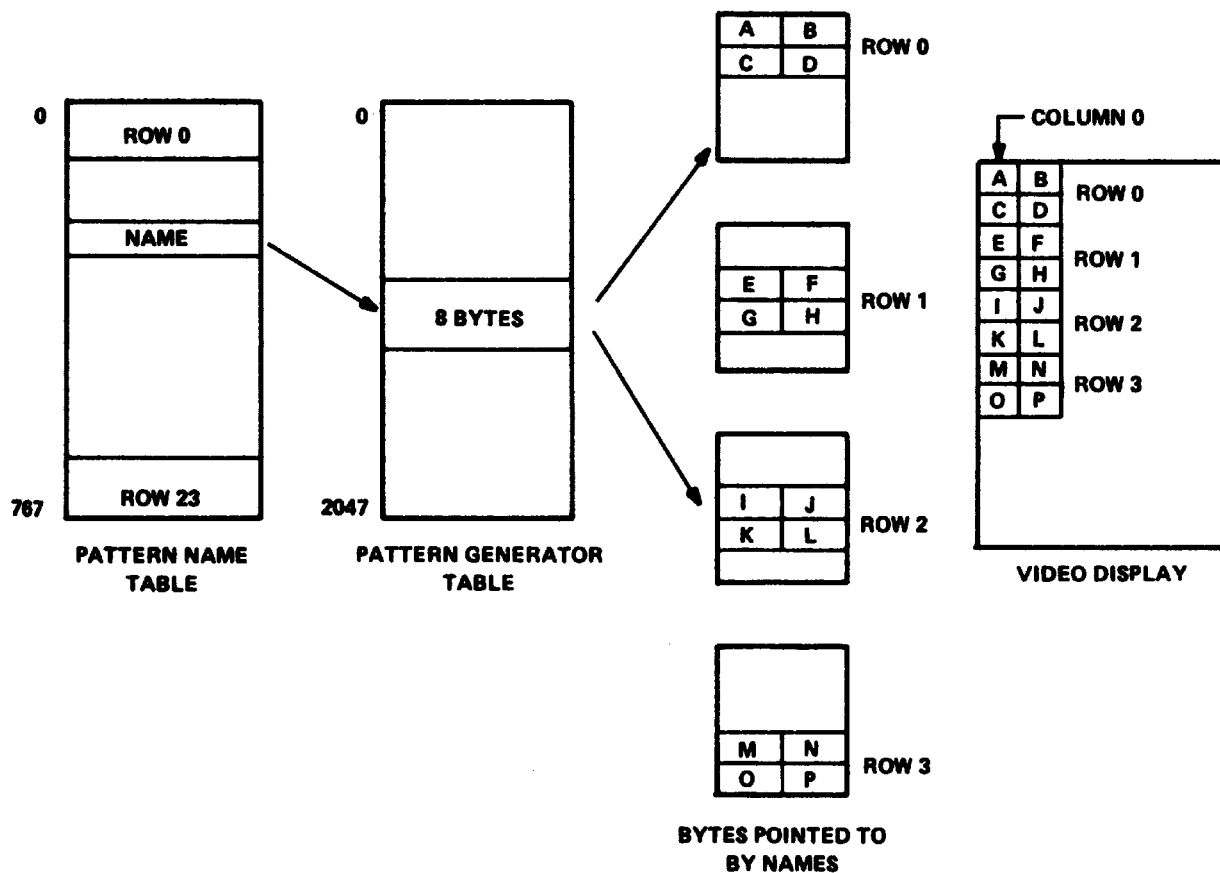 0
ROW 0
NAME
ROW 23
767
PATTERN NAME
TABLE
0
8 BYTES
2047
PATTERN GENERATOR
TABLE
A B
C D
ROW 0
E F
G H
ROW 1
I J
K L
ROW 2
M N
O P
ROW 3
BYTES POINTED TO
BY NAMES
COLUMN 0
A B
C D
ROW 0
E F
G H
ROW 1
I J
K L
ROW 2
M N
O P
ROW 3
VIDEO DISPLAY